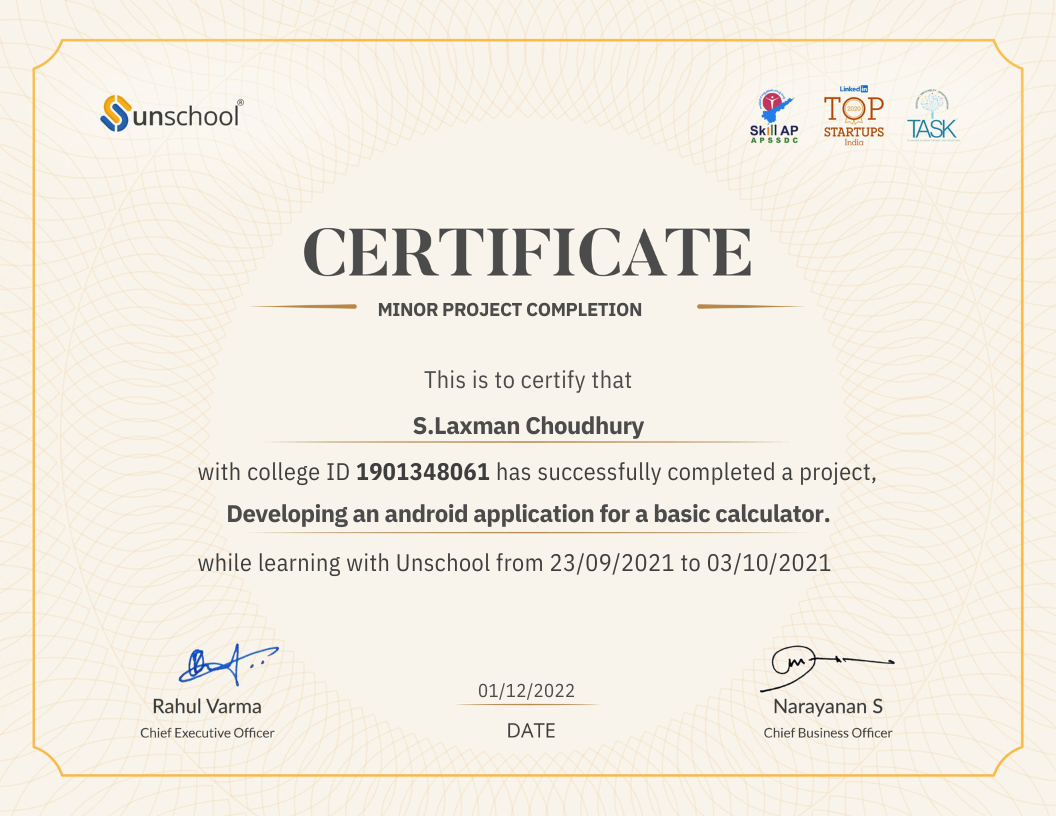 unschool®
LinkedIn
TOP
2020
STARTUPS
India
Skill AP
APSSDC
TASK
CERTIFICATE
MINOR PROJECT COMPLETION
This is to certify that
S.Laxman Choudhury
with college ID 1901348061 has successfully completed a project,
Developing an android application for a basic calculator.
while learning with Unschool from 23/09/2021 to 03/10/2021
Rahul Varma
Chief Executive Officer
01/12/2022
DATE
Narayanan S
Chief Business Officer